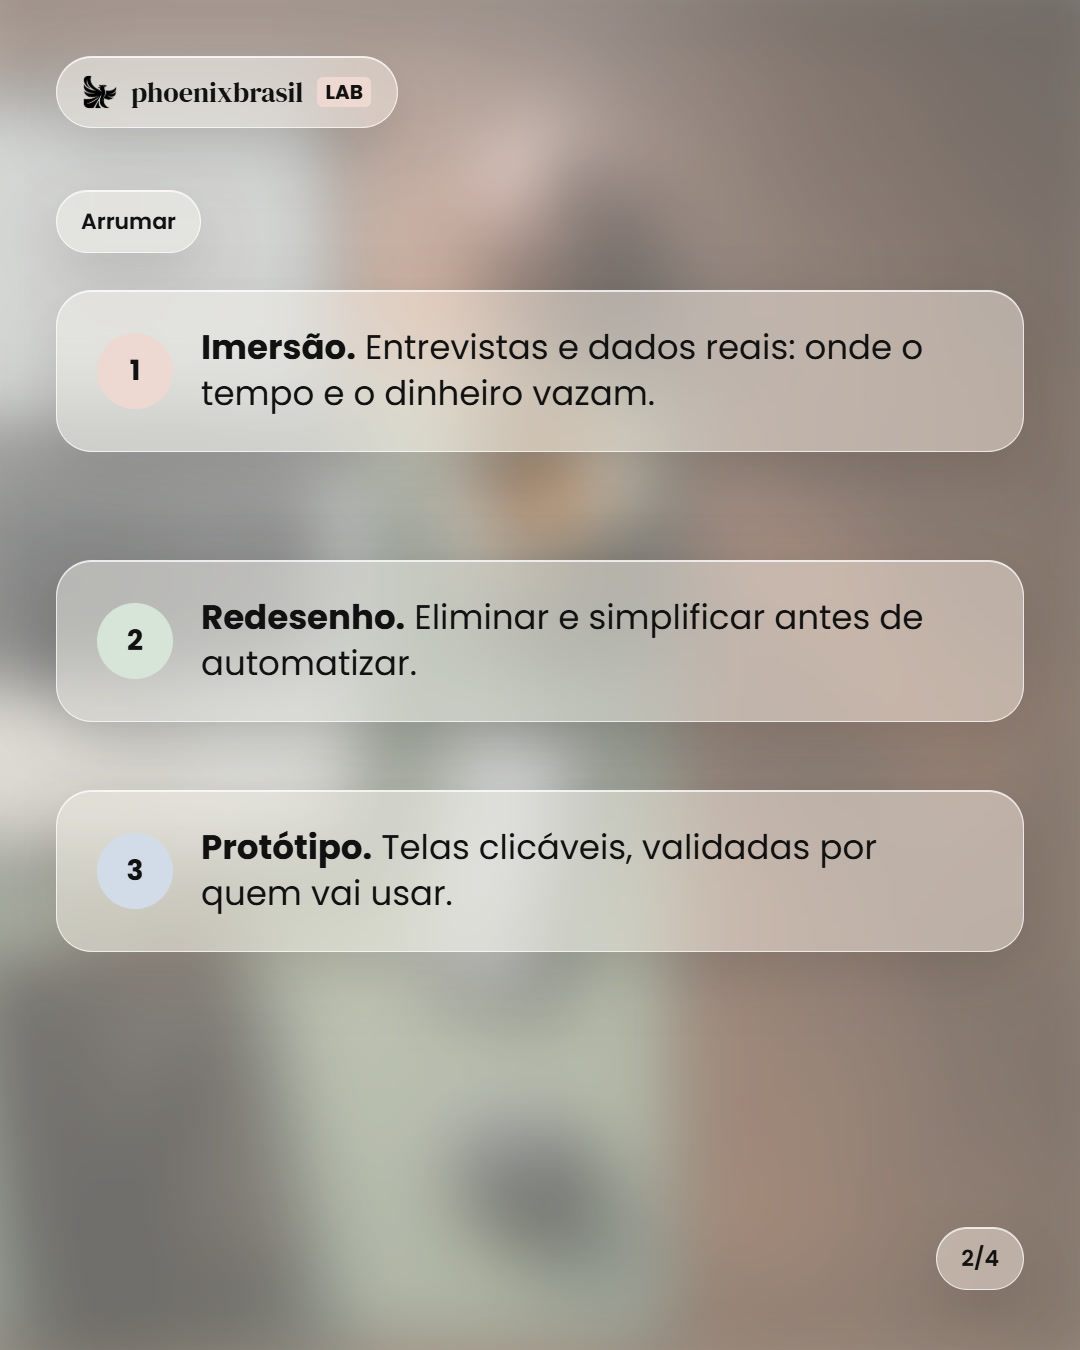 phoenixbrasil LAB
Arrumar
1
Imersão. Entrevistas e dados reais: onde o
tempo e o dinheiro vazam.
2
Redesenho. Eliminar e simplificar antes de
automatizar.
3
Protótipo. Telas clicáveis, validadas por
quem vai usar.
2/4